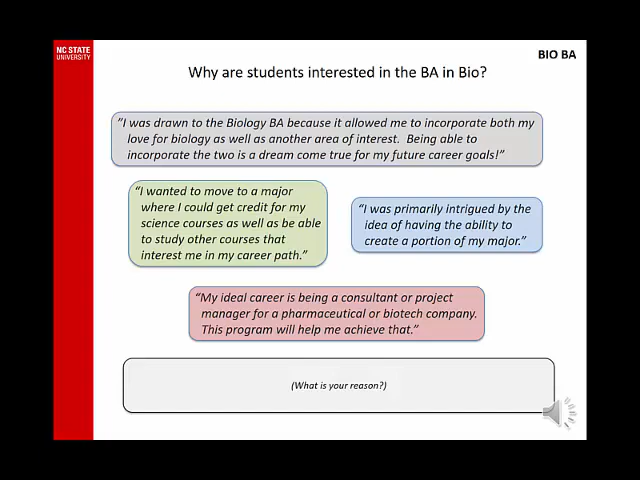 NC STATE
UNIVERSITY
BIO BA
Why are students interested in the BA in Bio?
"I was drawn to the Biology BA because it allowed me to incorporate both my
love for biology as well as another area of interest.  Being able to
incorporate the two is a dream come true for my future career goals!”
“I wanted to move to a major
where I could get credit for my
science courses as well as be able
to study other courses that
interest me in my career path.”
“I was primarily intrigued by the
idea of having the ability to
create a portion of my major.”
“My ideal career is being a consultant or project
manager for a pharmaceutical or biotech company.
This program will help me achieve that.”
(What is your reason?)